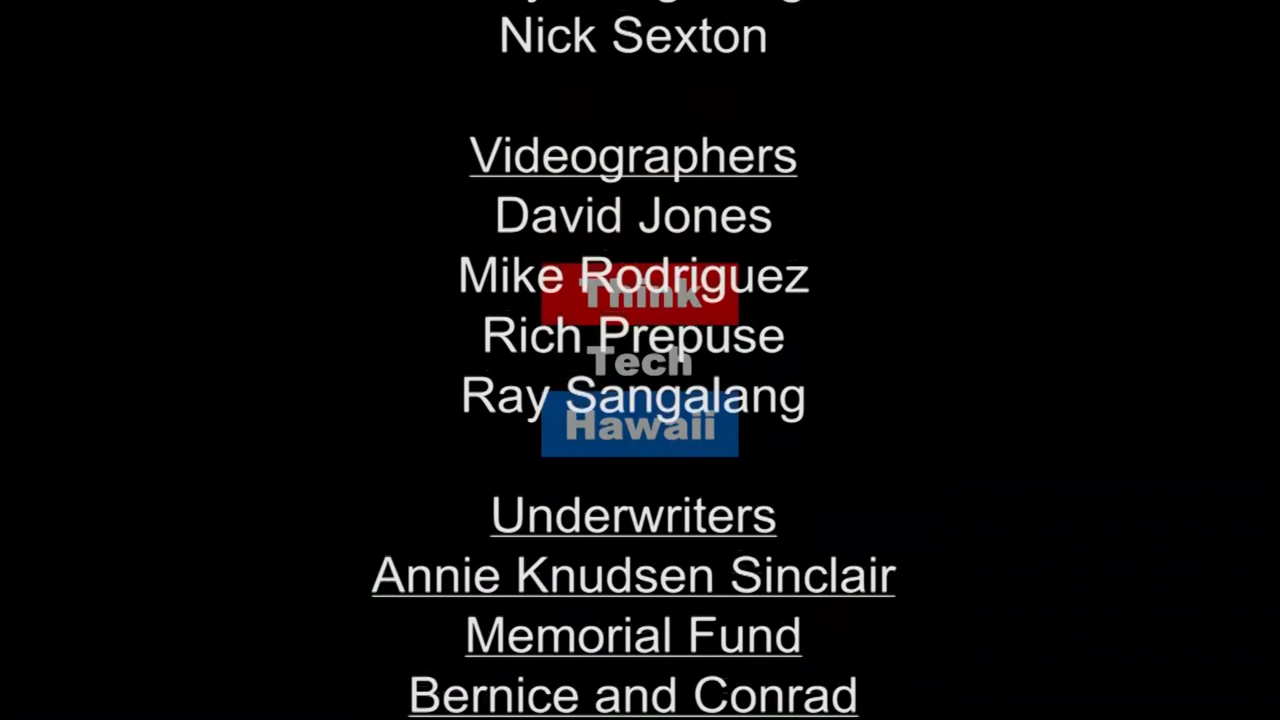 Nick Sexton
Videographers
David Jones
Mike Rodriguez
Think
Rich Prepuse
Tech
Ray Sangalang
Hawaii
Underwriters
Annie Knudsen Sinclair
Memorial Fund
Bernice and Conrad